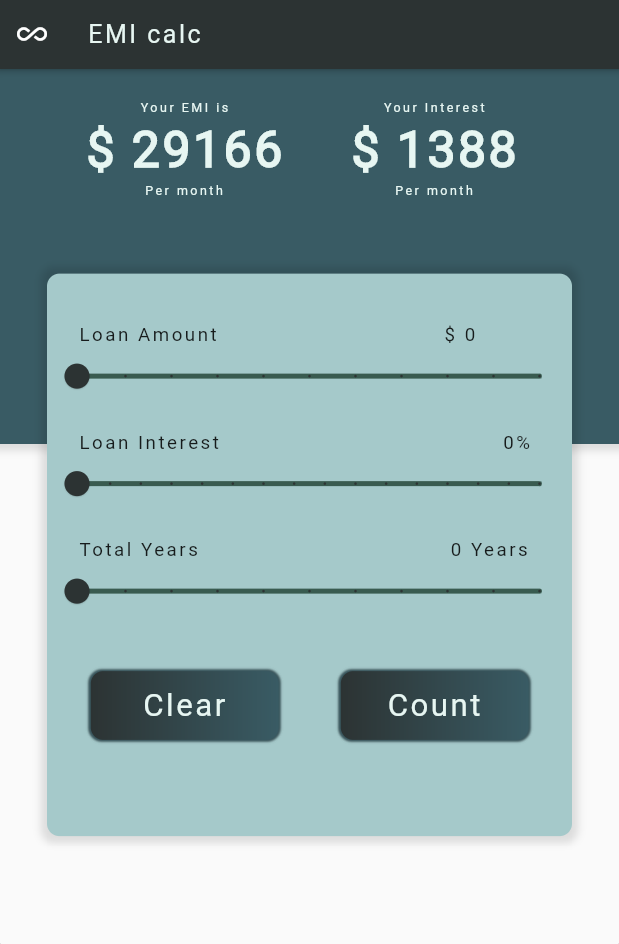 EMI calc
Your EMI is
$ 29166
Per month
Your Interest
$ 1388
Per month
Loan Amount $ 0
Loan Interest 0%
Total Years 0 Years
Clear Count